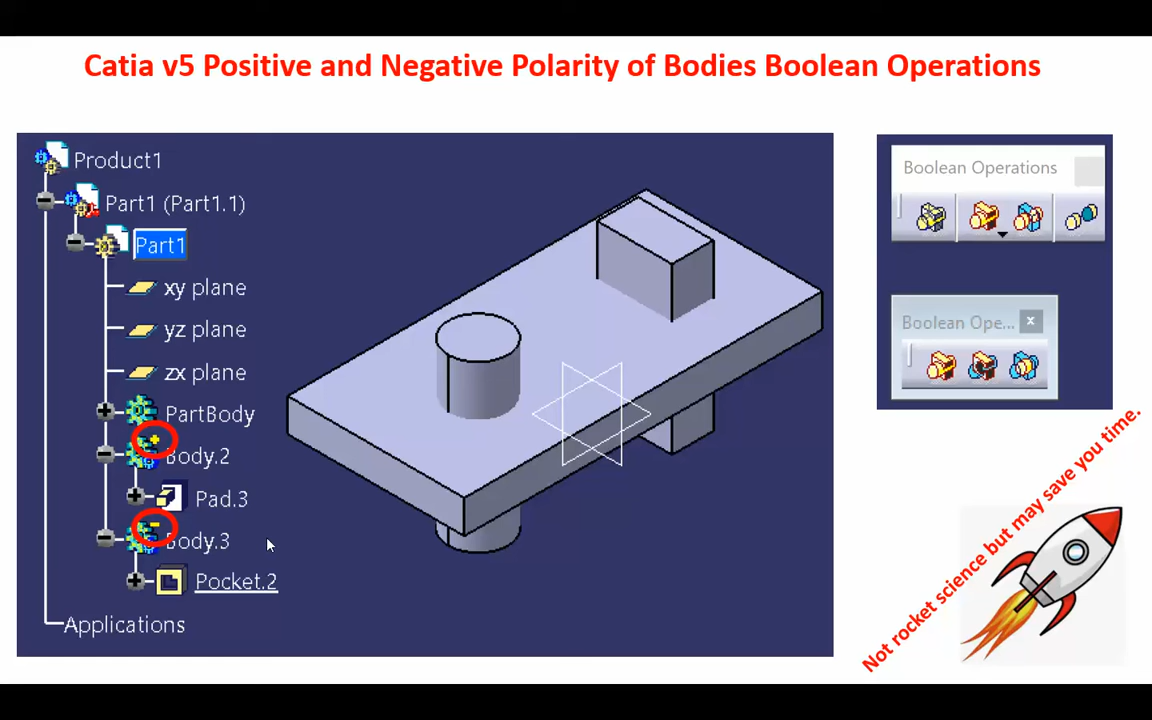 Catia v5 Positive and Negative Polarity of Bodies Boolean Operations
Product1
Part1 (Part1.1)
Part1
xy plane
yz plane
zx plane
PartBody
Body.2
Pad.3
Body.3
Pocket.2
Applications
Boolean Operations
Boolean Ope... x
Not rocket science but may save you time.